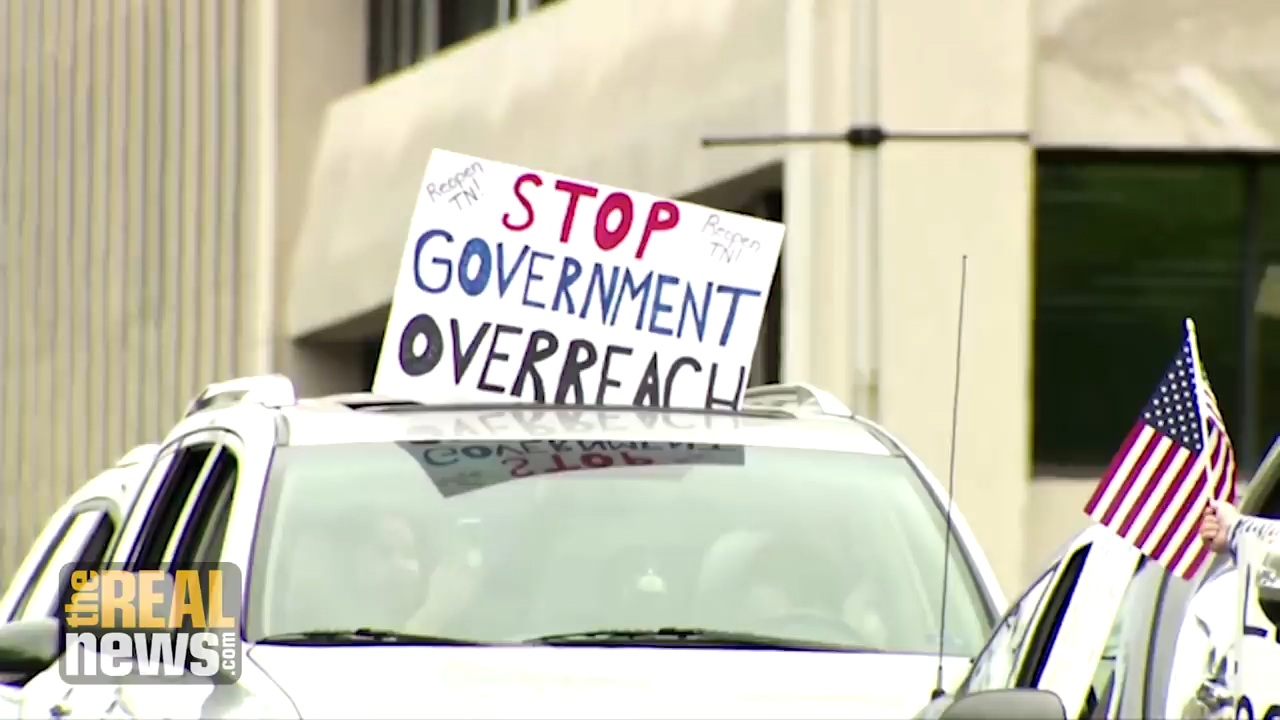 Reopen
TN!
STOP
Reopen
TN!
GOVERNMENT
OVERREACH
the REAL
news.com